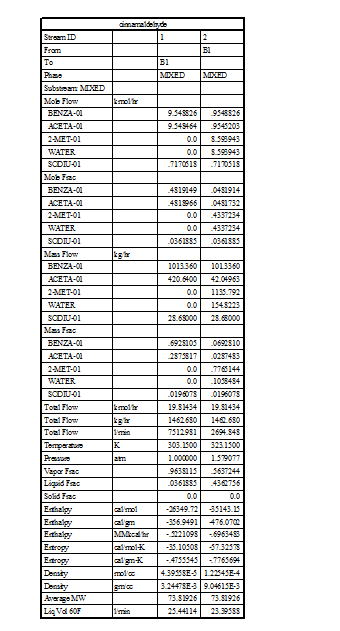 cinnamaldehyde
Stream ID 1 2
From B1
To B1
Phase MIXED MIXED
Substream: MIXED
Mole Flow kmol/hr
BENZA-01 9.548826 .9548826
ACETA-01 9.548464 .9545203
2-MET-01 0.0 8.593943
WATER 0.0 8.593943
SODIU-01 .7170518 .7170518
Mole Frac
BENZA-01 .4819149 .0481914
ACETA-01 .4818966 .0481732
2-MET-01 0.0 .4337234
WATER 0.0 .4337234
SODIU-01 .0361885 .0361885
Mass Flow kg/hr
BENZA-01 1013.360 101.3360
ACETA-01 420.6400 42.04963
2-MET-01 0.0 1135.792
WATER 0.0 154.8223
SODIU-01 28.68000 28.68000
Mass Frac
BENZA-01 .6928105 .0692810
ACETA-01 .2875817 .0287483
2-MET-01 0.0 .7765144
WATER 0.0 .1058484
SODIU-01 .0196078 .0196078
Total Flow kmol/hr 19.81434 19.81434
Total Flow kg/hr 1462.680 1462.680
Total Flow l/min 7512.981 2694.848
Temperature K 303.1500 323.1500
Pressure atm 1.000000 1.579077
Vapor Frac .9638115 .5637244
Liquid Frac .0361885 .4362756
Solid Frac 0.0 0.0
Enthalpy cal/mol -26349.72 -35143.15
Enthalpy cal/gm -356.9491 -476.0702
Enthalpy MMkcal/hr -.5221098 -.6963483
Entropy cal/mol-K -35.10508 -57.32578
Entropy cal/gm-K -.4755545 -.7765694
Density mol/cc 4.39558E-5 1.22545E-4
Density gm/cc 3.24478E-3 9.04615E-3
Average MW 73.81926 73.81926
Liq Vol 60F l/min 25.44114 23.39588